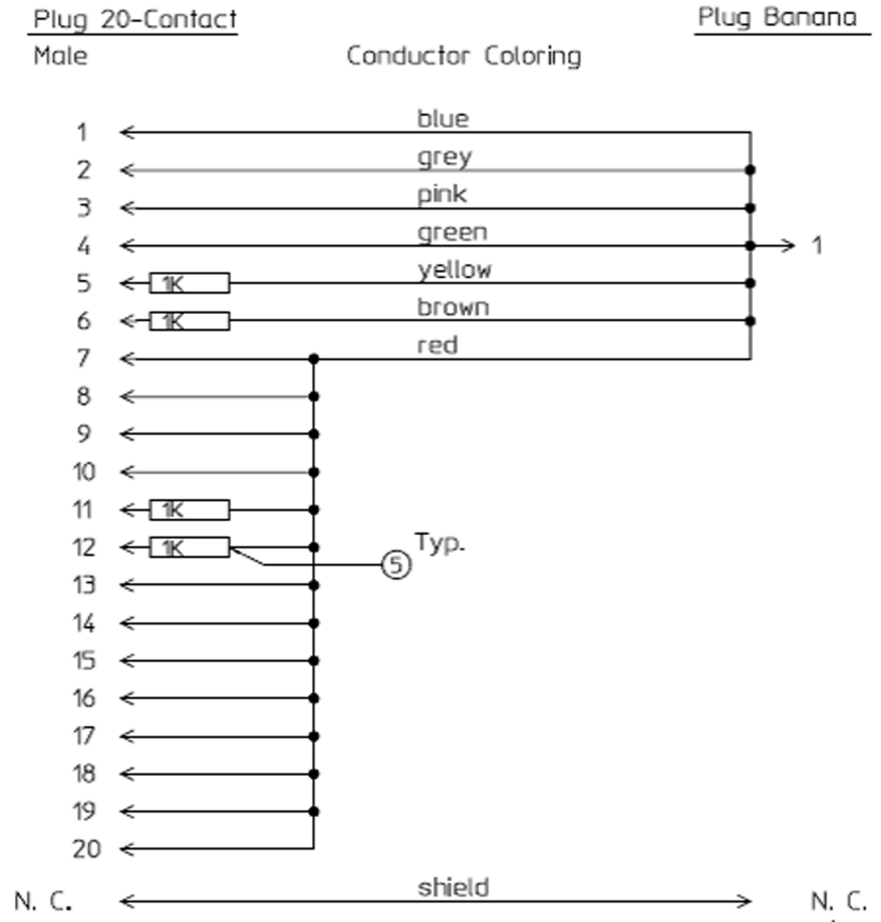 Plug 20-Contact Plug Banana
Male Conductor Coloring
1 blue
2 grey
3 pink
4 green 1
5 1K yellow
6 1K brown
7 red
8
9
10
11 1K
12 1K Typ.
5
13
14
15
16
17
18
19
20
N. C. shield N. C.